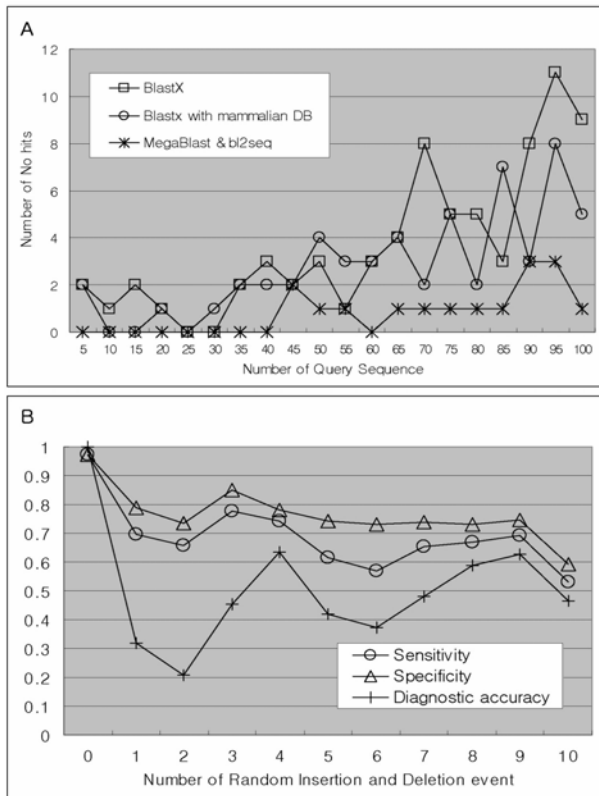 A
12
10
8
6
4
2
0
Number of No hits
BlastX
Blastx with mammalian DB
MegaBlast & bl2seq
5 10 15 20 25 30 35 40 45 50 55 60 65 70 75 80 85 90 95 100
Number of Query Sequence
B
1
0.9
0.8
0.7
0.6
0.5
0.4
0.3
0.2
0.1
0
Sensitivity
Specificity
Diagnostic accuracy
0 1 2 3 4 5 6 7 8 9 10
Number of Random Insertion and Deletion event